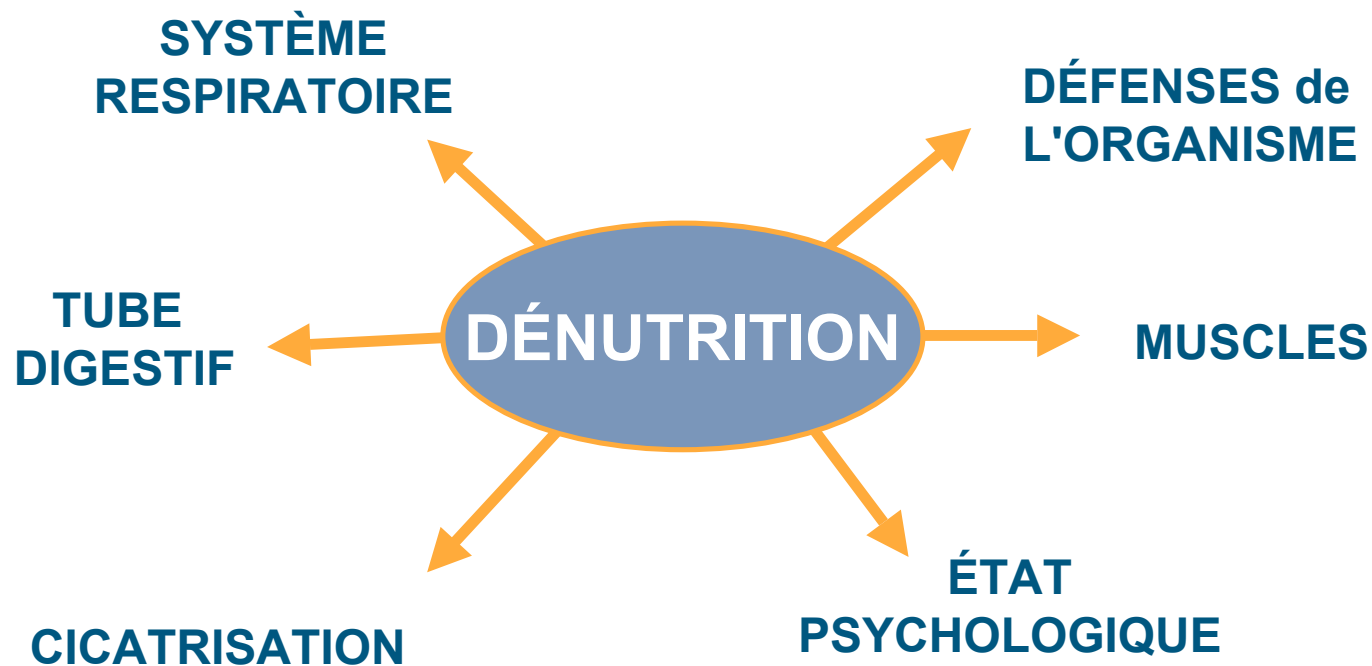 SYSTÈME
RESPIRATOIRE
DÉFENSES de
L'ORGANISME
TUBE
DIGESTIF
DÉNUTRITION
MUSCLES
CICATRISATION
ÉTAT
PSYCHOLOGIQUE